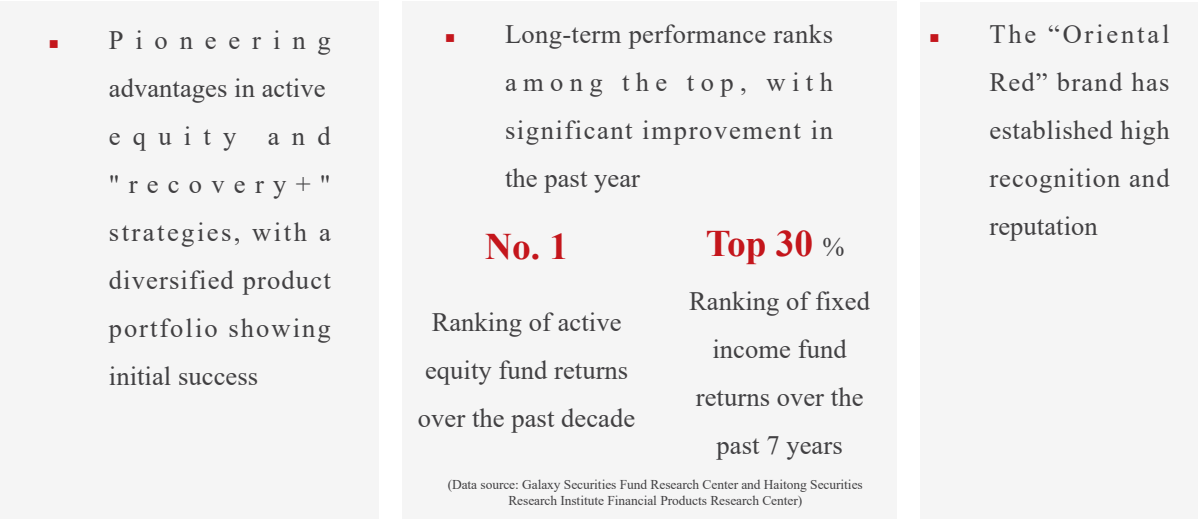 ▪ Pioneering
advantages in active
equity and
"recovery+"
strategies, with a
diversified product
portfolio showing
initial success
▪ Long-term performance ranks
among the top, with
significant improvement in
the past year
No. 1
Ranking of active
equity fund returns
over the past decade
Top 30 %
Ranking of fixed
income fund
returns over the
past 7 years
(Data source: Galaxy Securities Fund Research Center and Haitong Securities
Research Institute Financial Products Research Center)
▪ The “Oriental
Red” brand has
established high
recognition and
reputation